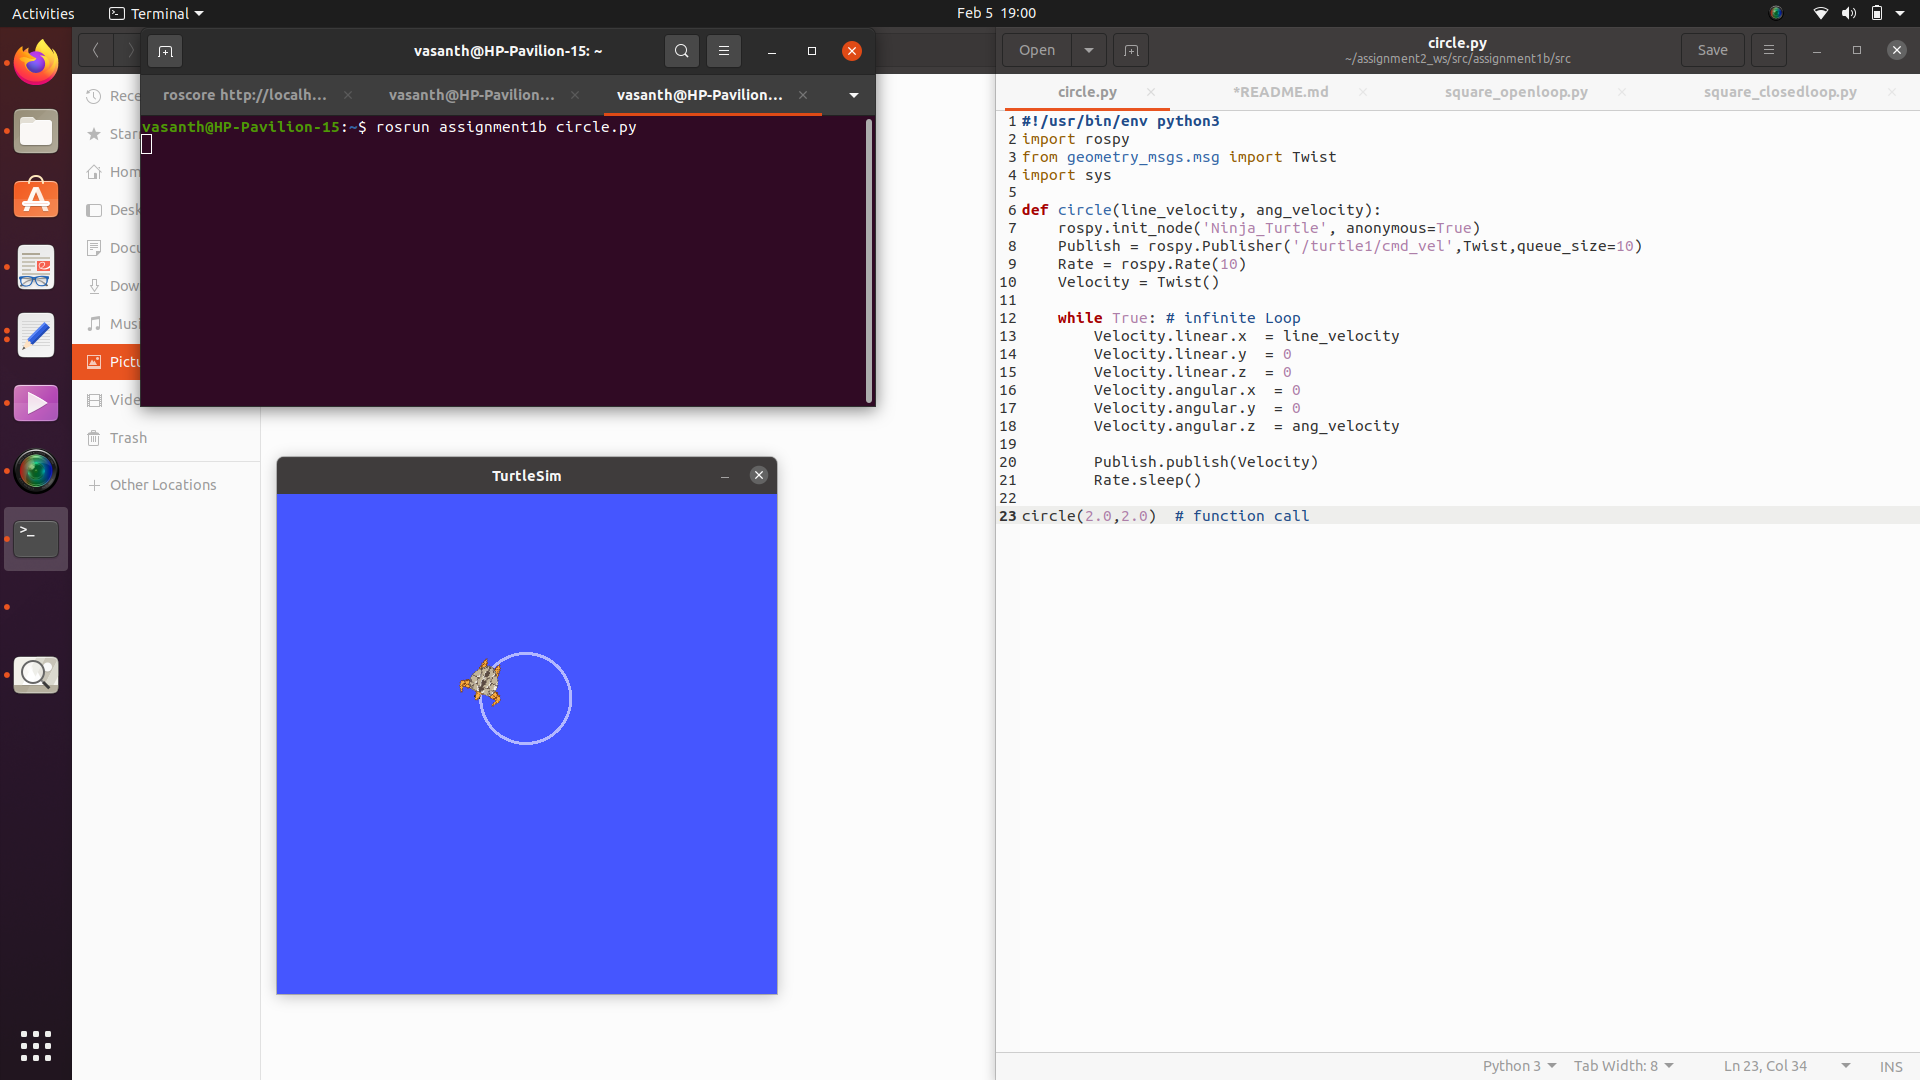 Activities
Terminal
Feb 5 19:00
vasanth@HP-Pavilion-15: ~
roscore http://localh...
vasanth@HP-Pavilion...
vasanth@HP-Pavilion...
vasanth@HP-Pavilion-15:~$ rosrun assignment1b circle.py
Rece
Star
Hom
Desk
Docu
Dow
Musi
Pictu
Vide
Trash
Other Locations
TurtleSim
Open
circle.py
~/assignment2_ws/src/assignment1b/src
Save
circle.py
*README.md
square_openloop.py
square_closedloop.py
1 #!/usr/bin/env python3
2 import rospy
3 from geometry_msgs.msg import Twist
4 import sys
5
6 def circle(line_velocity, ang_velocity):
7     rospy.init_node('Ninja_Turtle', anonymous=True)
8     Publish = rospy.Publisher('/turtle1/cmd_vel',Twist,queue_size=10)
9     Rate = rospy.Rate(10)
10     Velocity = Twist()
11
12     while True: # infinite Loop
13         Velocity.linear.x  = line_velocity
14         Velocity.linear.y  = 0
15         Velocity.linear.z  = 0
16         Velocity.angular.x  = 0
17         Velocity.angular.y  = 0
18         Velocity.angular.z  = ang_velocity
19
20         Publish.publish(Velocity)
21         Rate.sleep()
22
23 circle(2.0,2.0)  # function call
Python 3
Tab Width: 8
Ln 23, Col 34
INS